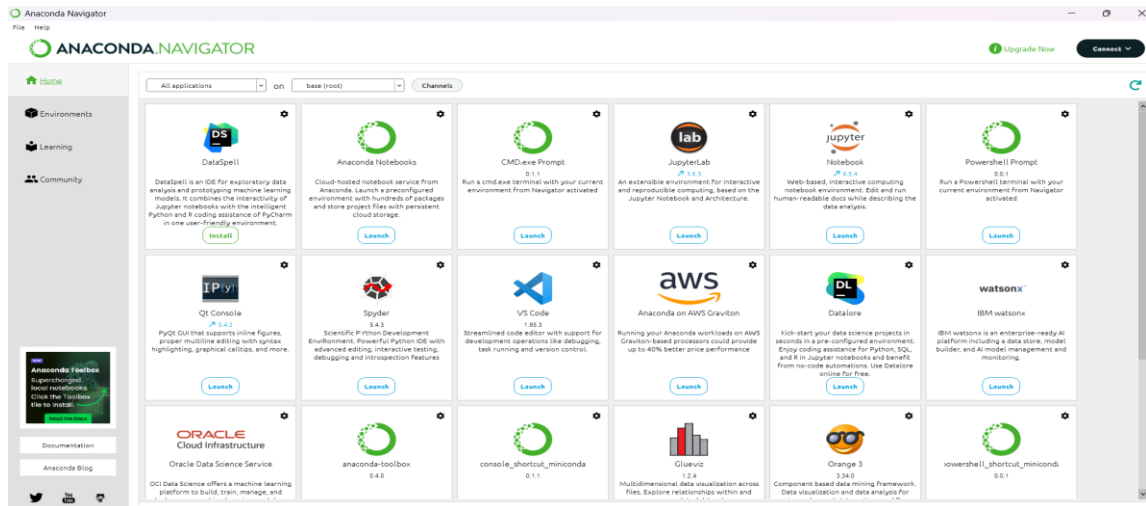 Anaconda Navigator
File Help
ANACONDA.NAVIGATOR
Upgrade Now
Connect
Home
All applications
on
base (root)
Channels
Environments
Learning
Community
DS
DataSpell
DataSpell is an IDE for exploratory data
analysis and prototyping machine learning
models. It combines the interactivity of
Jupyter notebooks with the intelligent
Python and R coding assistance of PyCharm
in one user-friendly environment.
Install
Anaconda Notebooks
Cloud-hosted notebook service from
Anaconda. Launch a preconfigured
environment with hundreds of packages
and store project files with persistent
cloud storage.
Launch
CMD.exe Prompt
0.1.1
Run a cmd.exe terminal with your current
environment from Navigator activated
Launch
lab
JupyterLab
3.6.3
An extensible environment for interactive
and reproducible computing, based on the
Jupyter Notebook and Architecture.
Launch
jupyter
Notebook
6.5.4
Web-based, interactive computing
notebook environment. Edit and run
human-readable docs while describing the
data analysis.
Launch
Powershell Prompt
0.0.1
Run a Powershell terminal with your
current environment from Navigator
activated
Launch
IP[y]:
Qt Console
5.4.2
PyQt GUI that supports inline figures,
proper multiline editing with syntax
highlighting, graphical calltips, and more.
Launch
Spyder
5.4.3
Scientific PYthon Development
EnviRonment. Powerful Python IDE with
advanced editing, interactive testing,
debugging and introspection features
Launch
VS Code
1.95.3
Streamlined code editor with support for
development operations like debugging,
task running and version control.
Launch
aws
Anaconda on AWS Graviton
Running your Anaconda workloads on AWS
Graviton-based processors could provide
up to 40% better price performance
Launch
DL
Datalore
Kick-start your data science projects in
seconds in a pre-configured environment.
Enjoy coding assistance for Python, SQL,
and R in Jupyter notebooks and benefit
from no-code automations. Use Datalore
online for free.
Launch
watsonx
IBM watsonx
IBM watsonx is an enterprise-ready AI
platform including a data store, model
builder, and AI model management and
monitoring.
Launch
Anaconda Toolbox
Supercharged
local notebooks.
Click the Toolbox
tile to install.
Read the Docs
Documentation
Anaconda Blog
ORACLE
Cloud Infrastructure
Oracle Data Science Service
OCI Data Science offers a machine learning
platform to build, train, manage, and
anaconda-toolbox
0.4.0
console_shortcut_miniconda
0.1.1
Glueviz
1.2.4
Multidimensional data visualization across
files. Explore relationships within and
Orange 3
3.34.0
Component based data mining framework.
Data visualization and data analysis for
powershell_shortcut_miniconda
0.0.1